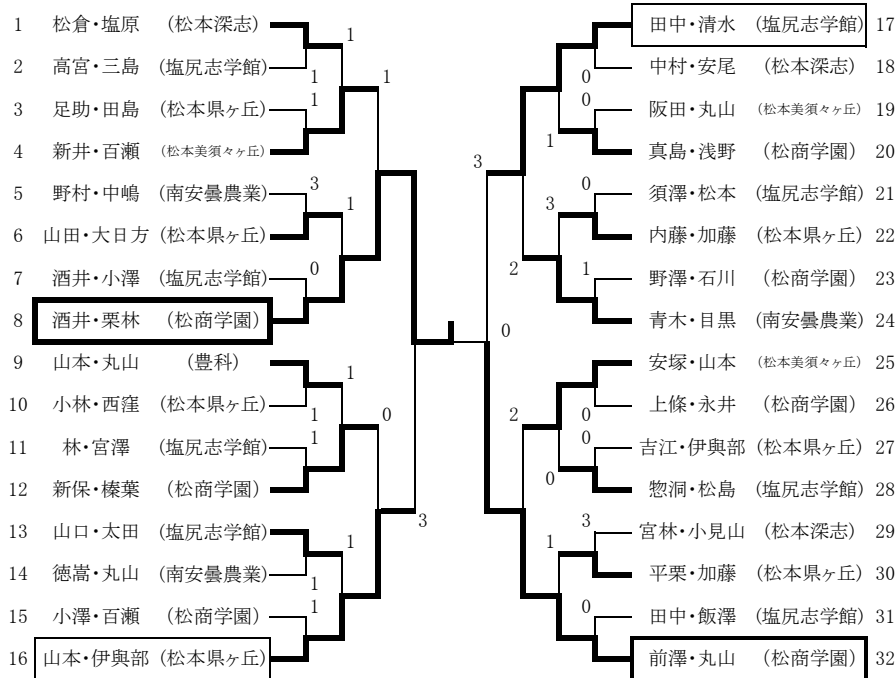 1 松倉・塩原 (松本深志)
2 高宮・三島 (塩尻志学館)
3 足助・田島 (松本県ヶ丘)
4 新井・百瀬 (松本美須々ヶ丘)
5 野村・中嶋 (南安曇農業)
6 山田・大日方 (松本県ヶ丘)
7 酒井・小澤 (塩尻志学館)
8 酒井・栗林 (松商学園)
9 山本・丸山 (豊科)
10 小林・西窪 (松本県ヶ丘)
11 林・宮澤 (塩尻志学館)
12 新保・榛葉 (松商学園)
13 山口・太田 (塩尻志学館)
14 徳嵩・丸山 (南安曇農業)
15 小澤・百瀬 (松商学園)
16 山本・伊與部 (松本県ヶ丘)
1
1
1
1
3
1
0
1
1
1
0
1
1
1
3
3
0
0
0
1
0
3
2
1
2
0
0
0
3
1
0
田中・清水 (塩尻志学館) 17
中村・安尾 (松本深志) 18
阪田・丸山 (松本美須々ヶ丘) 19
真島・浅野 (松商学園) 20
須澤・松本 (塩尻志学館) 21
内藤・加藤 (松本県ヶ丘) 22
野澤・石川 (松商学園) 23
青木・目黒 (南安曇農業) 24
安塚・山本 (松本美須々ヶ丘) 25
上條・永井 (松商学園) 26
吉江・伊與部 (松本県ヶ丘) 27
惣洞・松島 (塩尻志学館) 28
宮林・小見山 (松本深志) 29
平栗・加藤 (松本県ヶ丘) 30
田中・飯澤 (塩尻志学館) 31
前澤・丸山 (松商学園) 32